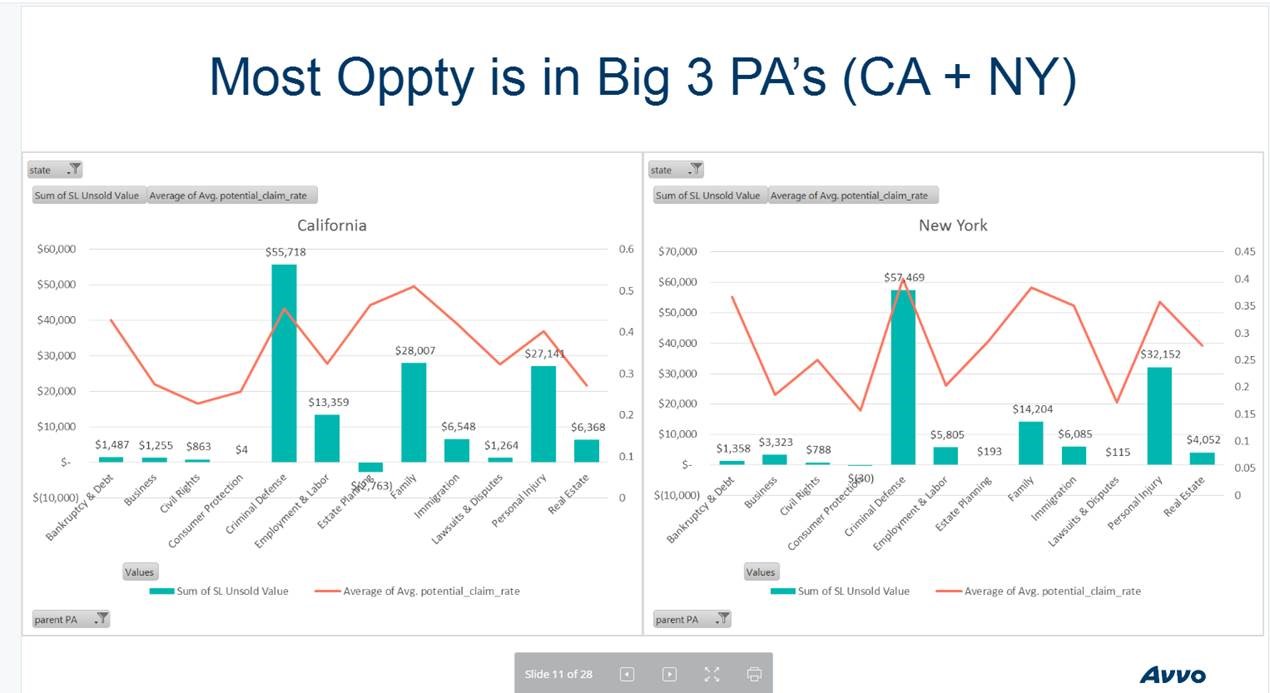 Most Oppty is in Big 3 PA's (CA + NY)
state
Sum of SL Unsold Value Average of Avg. potential_claim_rate
California
$60,000
$50,000
$40,000
$30,000
$20,000
$10,000
$-
$(10,000)
0.6
0.5
0.4
0.3
0.2
0.1
0
$1,487
$1,255
$863
$4
$55,718
$13,359
$(2,763)
$28,007
$6,548
$1,264
$27,141
$6,368
Bankruptcy & Debt
Business
Civil Rights
Consumer Protection
Criminal Defense
Employment & Labor
Estate Planning
Family
Immigration
Lawsuits & Disputes
Personal Injury
Real Estate
Values
Sum of SL Unsold Value
Average of Avg. potential_claim_rate
parent PA
state
Sum of SL Unsold Value Average of Avg. potential_claim_rate
New York
$70,000
$60,000
$50,000
$40,000
$30,000
$20,000
$10,000
$-
$(10,000)
0.45
0.4
0.35
0.3
0.25
0.2
0.15
0.1
0.05
0
$1,358
$3,323
$788
$(30)
$57,469
$5,805
$193
$14,204
$6,085
$115
$32,152
$4,052
Bankruptcy & Debt
Business
Civil Rights
Consumer Protection
Criminal Defense
Employment & Labor
Estate Planning
Family
Immigration
Lawsuits & Disputes
Personal Injury
Real Estate
Values
Sum of SL Unsold Value
Average of Avg. potential_claim_rate
parent PA
Slide 11 of 28
Avvo